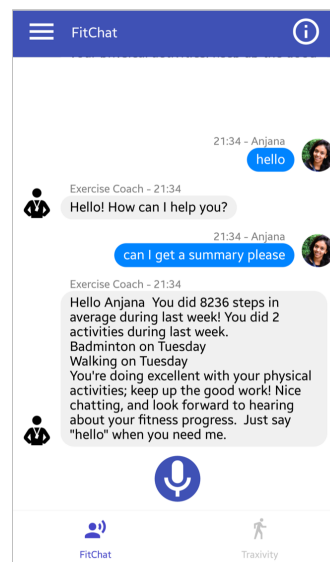 FitChat
21:34 - Anjana
hello
Exercise Coach - 21:34
Hello! How can I help you?
21:34 - Anjana
can I get a summary please
Exercise Coach - 21:34
Hello Anjana  You did 8236 steps in
average during last week! You did 2
activities during last week.
Badminton on Tuesday
Walking on Tuesday
You're doing excellent with your physical
activities; keep up the good work! Nice
chatting, and look forward to hearing
about your fitness progress.  Just say
"hello" when you need me.
FitChat
Traxivity